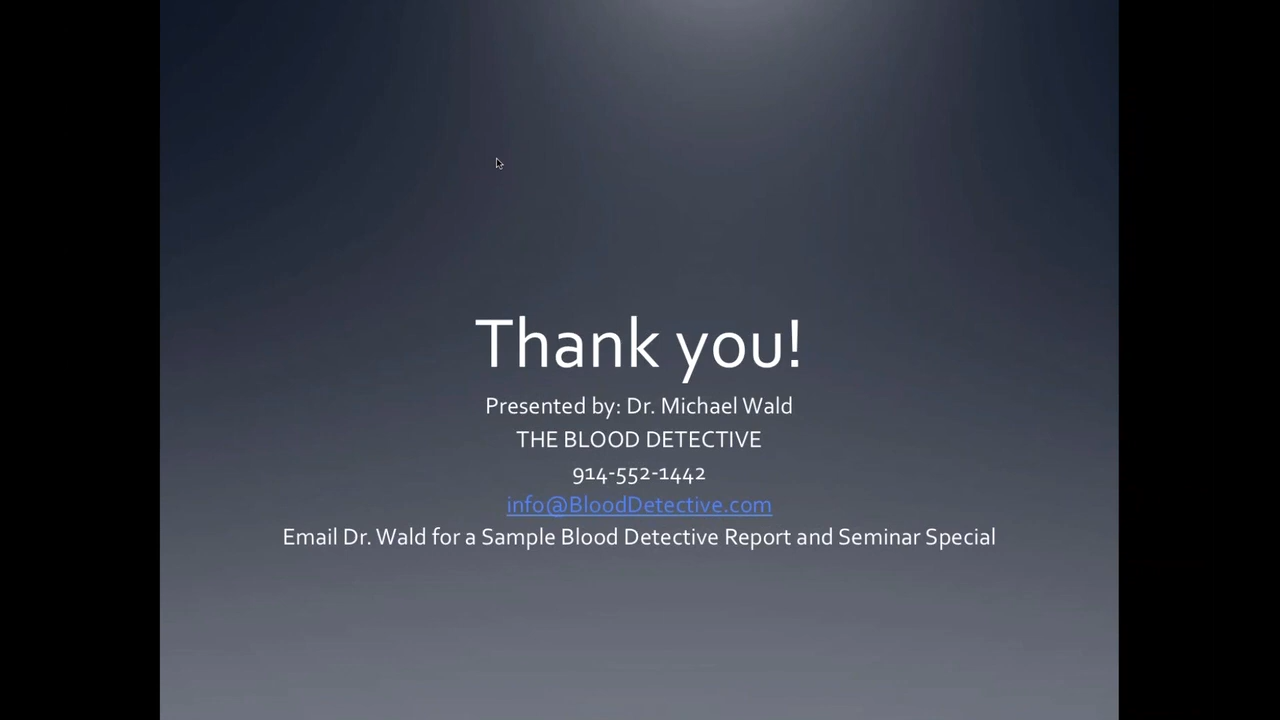 Thank you!
Presented by: Dr. Michael Wald
THE BLOOD DETECTIVE
914-552-1442
info@BloodDetective.com
Email Dr. Wald for a Sample Blood Detective Report and Seminar Special